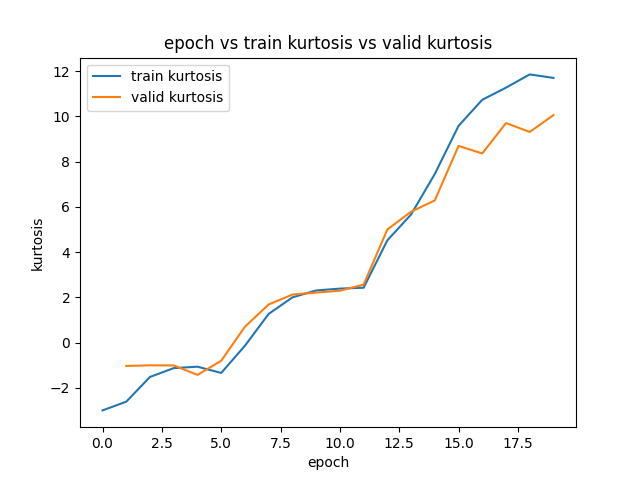 epoch vs train kurtosis vs valid kurtosis
train kurtosis
valid kurtosis
12
10
8
6
4
2
0
−2
kurtosis
0.0 2.5 5.0 7.5 10.0 12.5 15.0 17.5
epoch